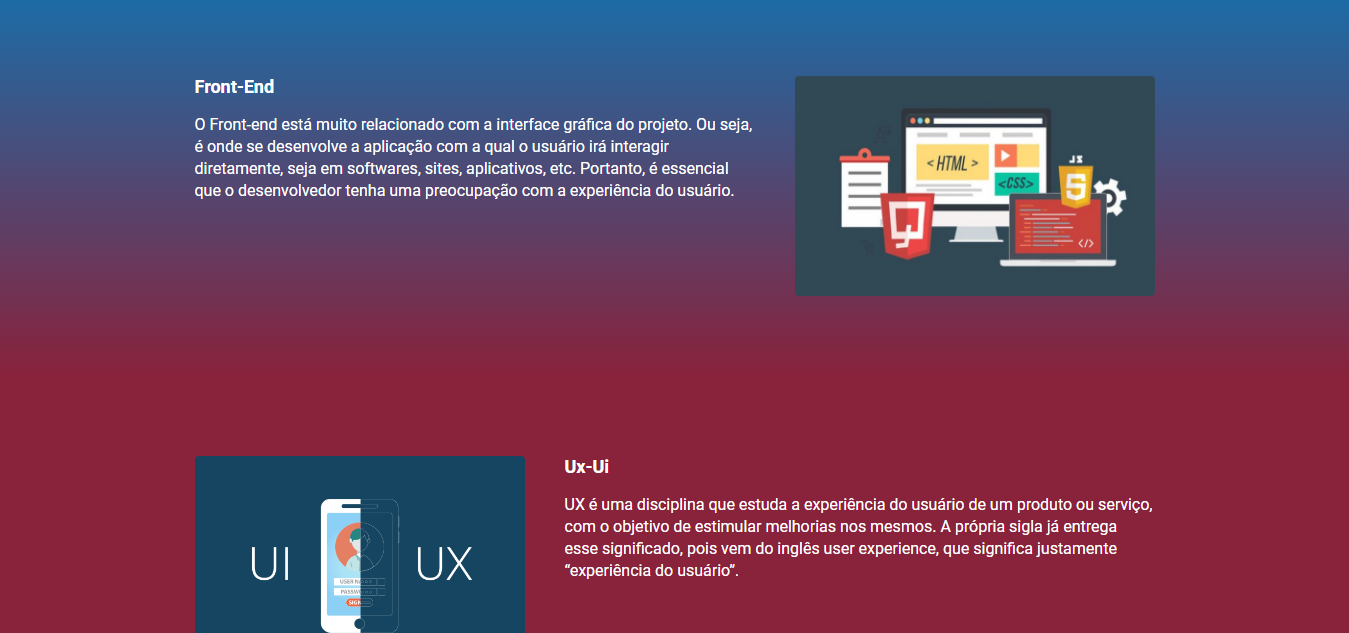 Front-End
O Front-end está muito relacionado com a interface gráfica do projeto. Ou seja,
é onde se desenvolve a aplicação com a qual o usuário irá interagir
diretamente, seja em softwares, sites, aplicativos, etc. Portanto, é essencial
que o desenvolvedor tenha uma preocupação com a experiência do usuário.
< HTML >
JS
<CSS>
5
</>
Ux-Ui
UX é uma disciplina que estuda a experiência do usuário de um produto ou serviço,
com o objetivo de estimular melhorias nos mesmos. A própria sigla já entrega
esse significado, pois vem do inglês user experience, que significa justamente
“experiência do usuário”.
UI
UX
USER
PASSWO
SIGN